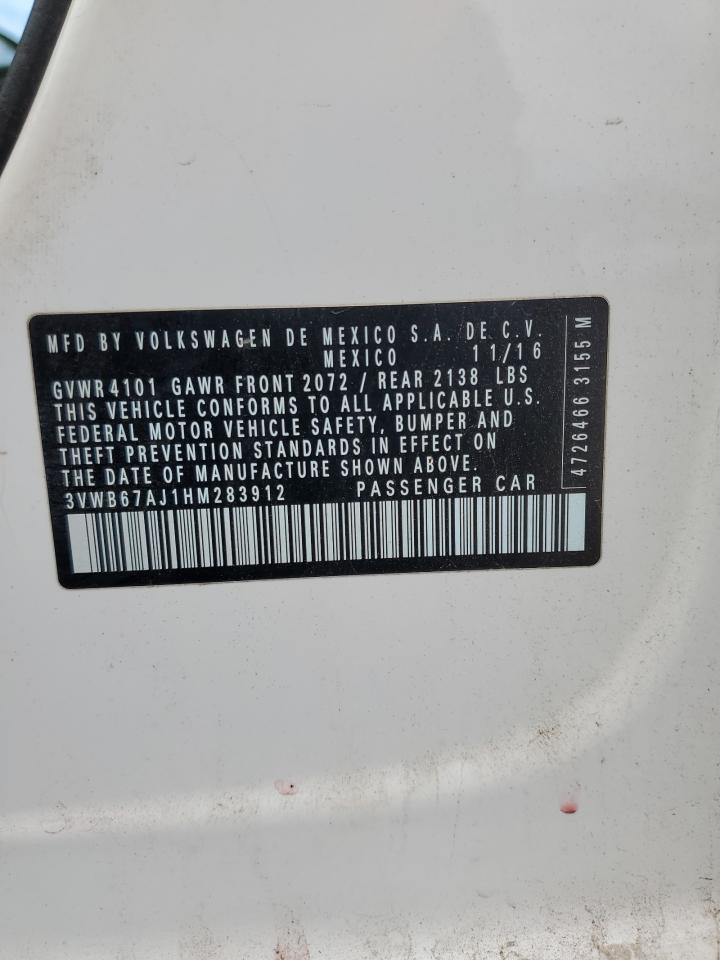 MFD BY VOLKSWAGEN DE MEXICO S.A. DE C.V.
MEXICO 11/16
GVWR 4101 GAWR FRONT 2072 / REAR 2138 LBS
THIS VEHICLE CONFORMS TO ALL APPLICABLE U.S.
FEDERAL MOTOR VEHICLE SAFETY, BUMPER AND
THEFT PREVENTION STANDARDS IN EFFECT ON
THE DATE OF MANUFACTURE SHOWN ABOVE.
3VWB67AJ1HM283912 PASSENGER CAR
4726466 3155 M